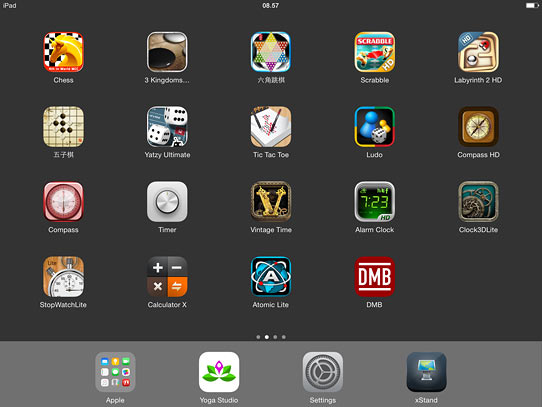 iPad
08.57
SCRABBLE
HD
Chess
3 Kingdoms...
六角跳棋
Scrabble
Labyrinth 2 HD
五子棋
Yatzy Ultimate
Tic Tac Toe
Ludo
Compass HD
7:23
HD
Compass
Timer
Vintage Time
Alarm Clock
Clock3DLite
Lite
DMB
StopWatchLite
Calculator X
Atomic Lite
DMB
Apple
Yoga Studio
Settings
xStand